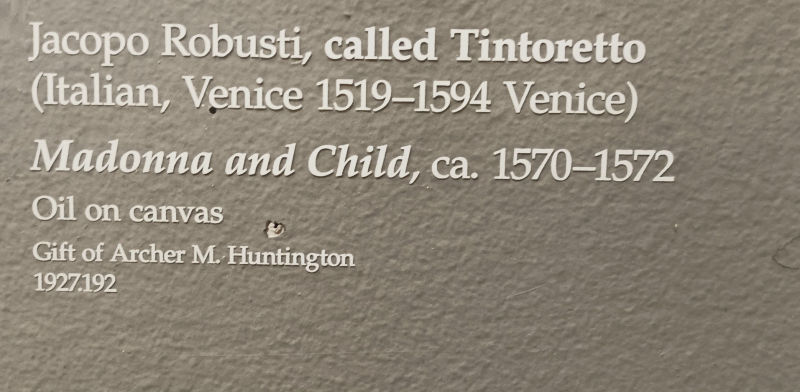 Jacopo Robusti, called Tintoretto
(Italian, Venice 1519–1594 Venice)
Madonna and Child, ca. 1570–1572
Oil on canvas
Gift of Archer M. Huntington
1927.192